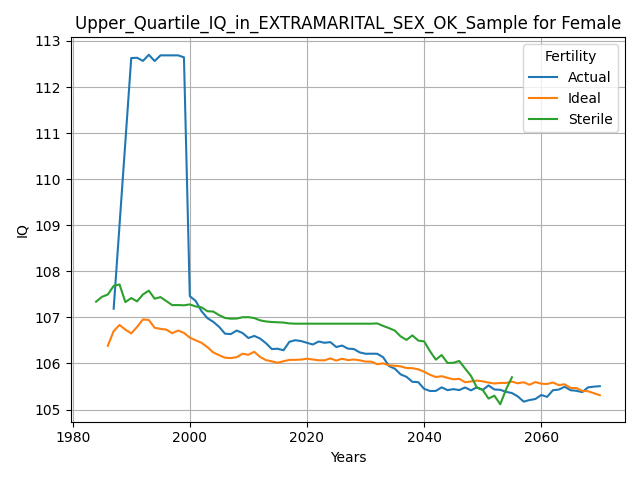 Upper_Quartile_IQ_in_EXTRAMARITAL_SEX_OK_Sample for Female
Fertility
Actual
Ideal
Sterile
113
112
111
110
109
108
107
106
105
IQ
1980
2000
2020
2040
2060
Years